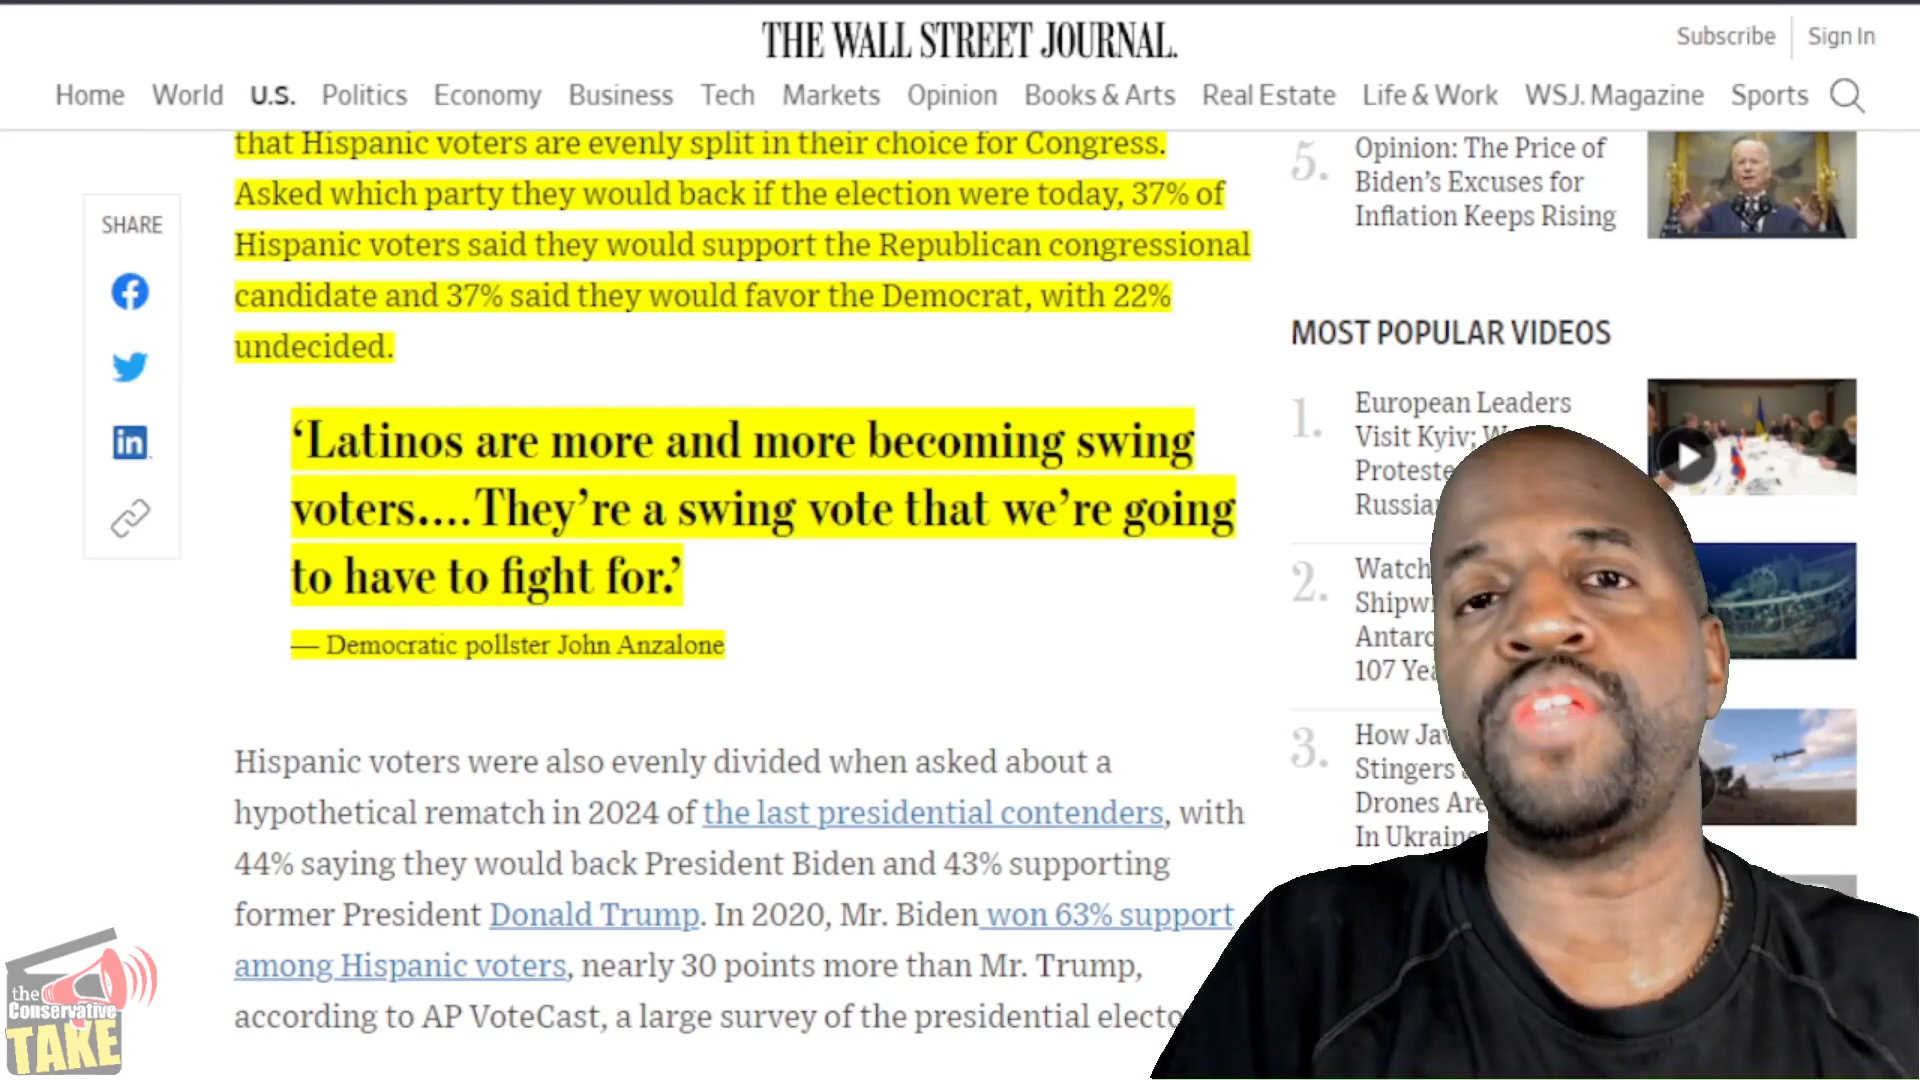 THE WALL STREET JOURNAL.
Subscribe
Sign In
Home World U.S. Politics Economy Business Tech Markets Opinion Books & Arts Real Estate Life & Work WSJ. Magazine Sports
that Hispanic voters are evenly split in their choice for Congress.
Asked which party they would back if the election were today, 37% of
Hispanic voters said they would support the Republican congressional
candidate and 37% said they would favor the Democrat, with 22%
undecided.
SHARE
in
‘Latinos are more and more becoming swing
voters….They’re a swing vote that we’re going
to have to fight for.’
— Democratic pollster John Anzalone
Hispanic voters were also evenly divided when asked about a
hypothetical rematch in 2024 of the last presidential contenders, with
44% saying they would back President Biden and 43% supporting
former President Donald Trump. In 2020, Mr. Biden won 63% support
among Hispanic voters, nearly 30 points more than Mr. Trump,
according to AP VoteCast, a large survey of the presidential
5.
Opinion: The Price of
Biden’s Excuses for
Inflation Keeps Rising
MOST POPULAR VIDEOS
1.
European Leaders
Visit Kyiv;
2.
Watch
107
3.
How
Stingers
Drones
In
the
Conservative
TAKE